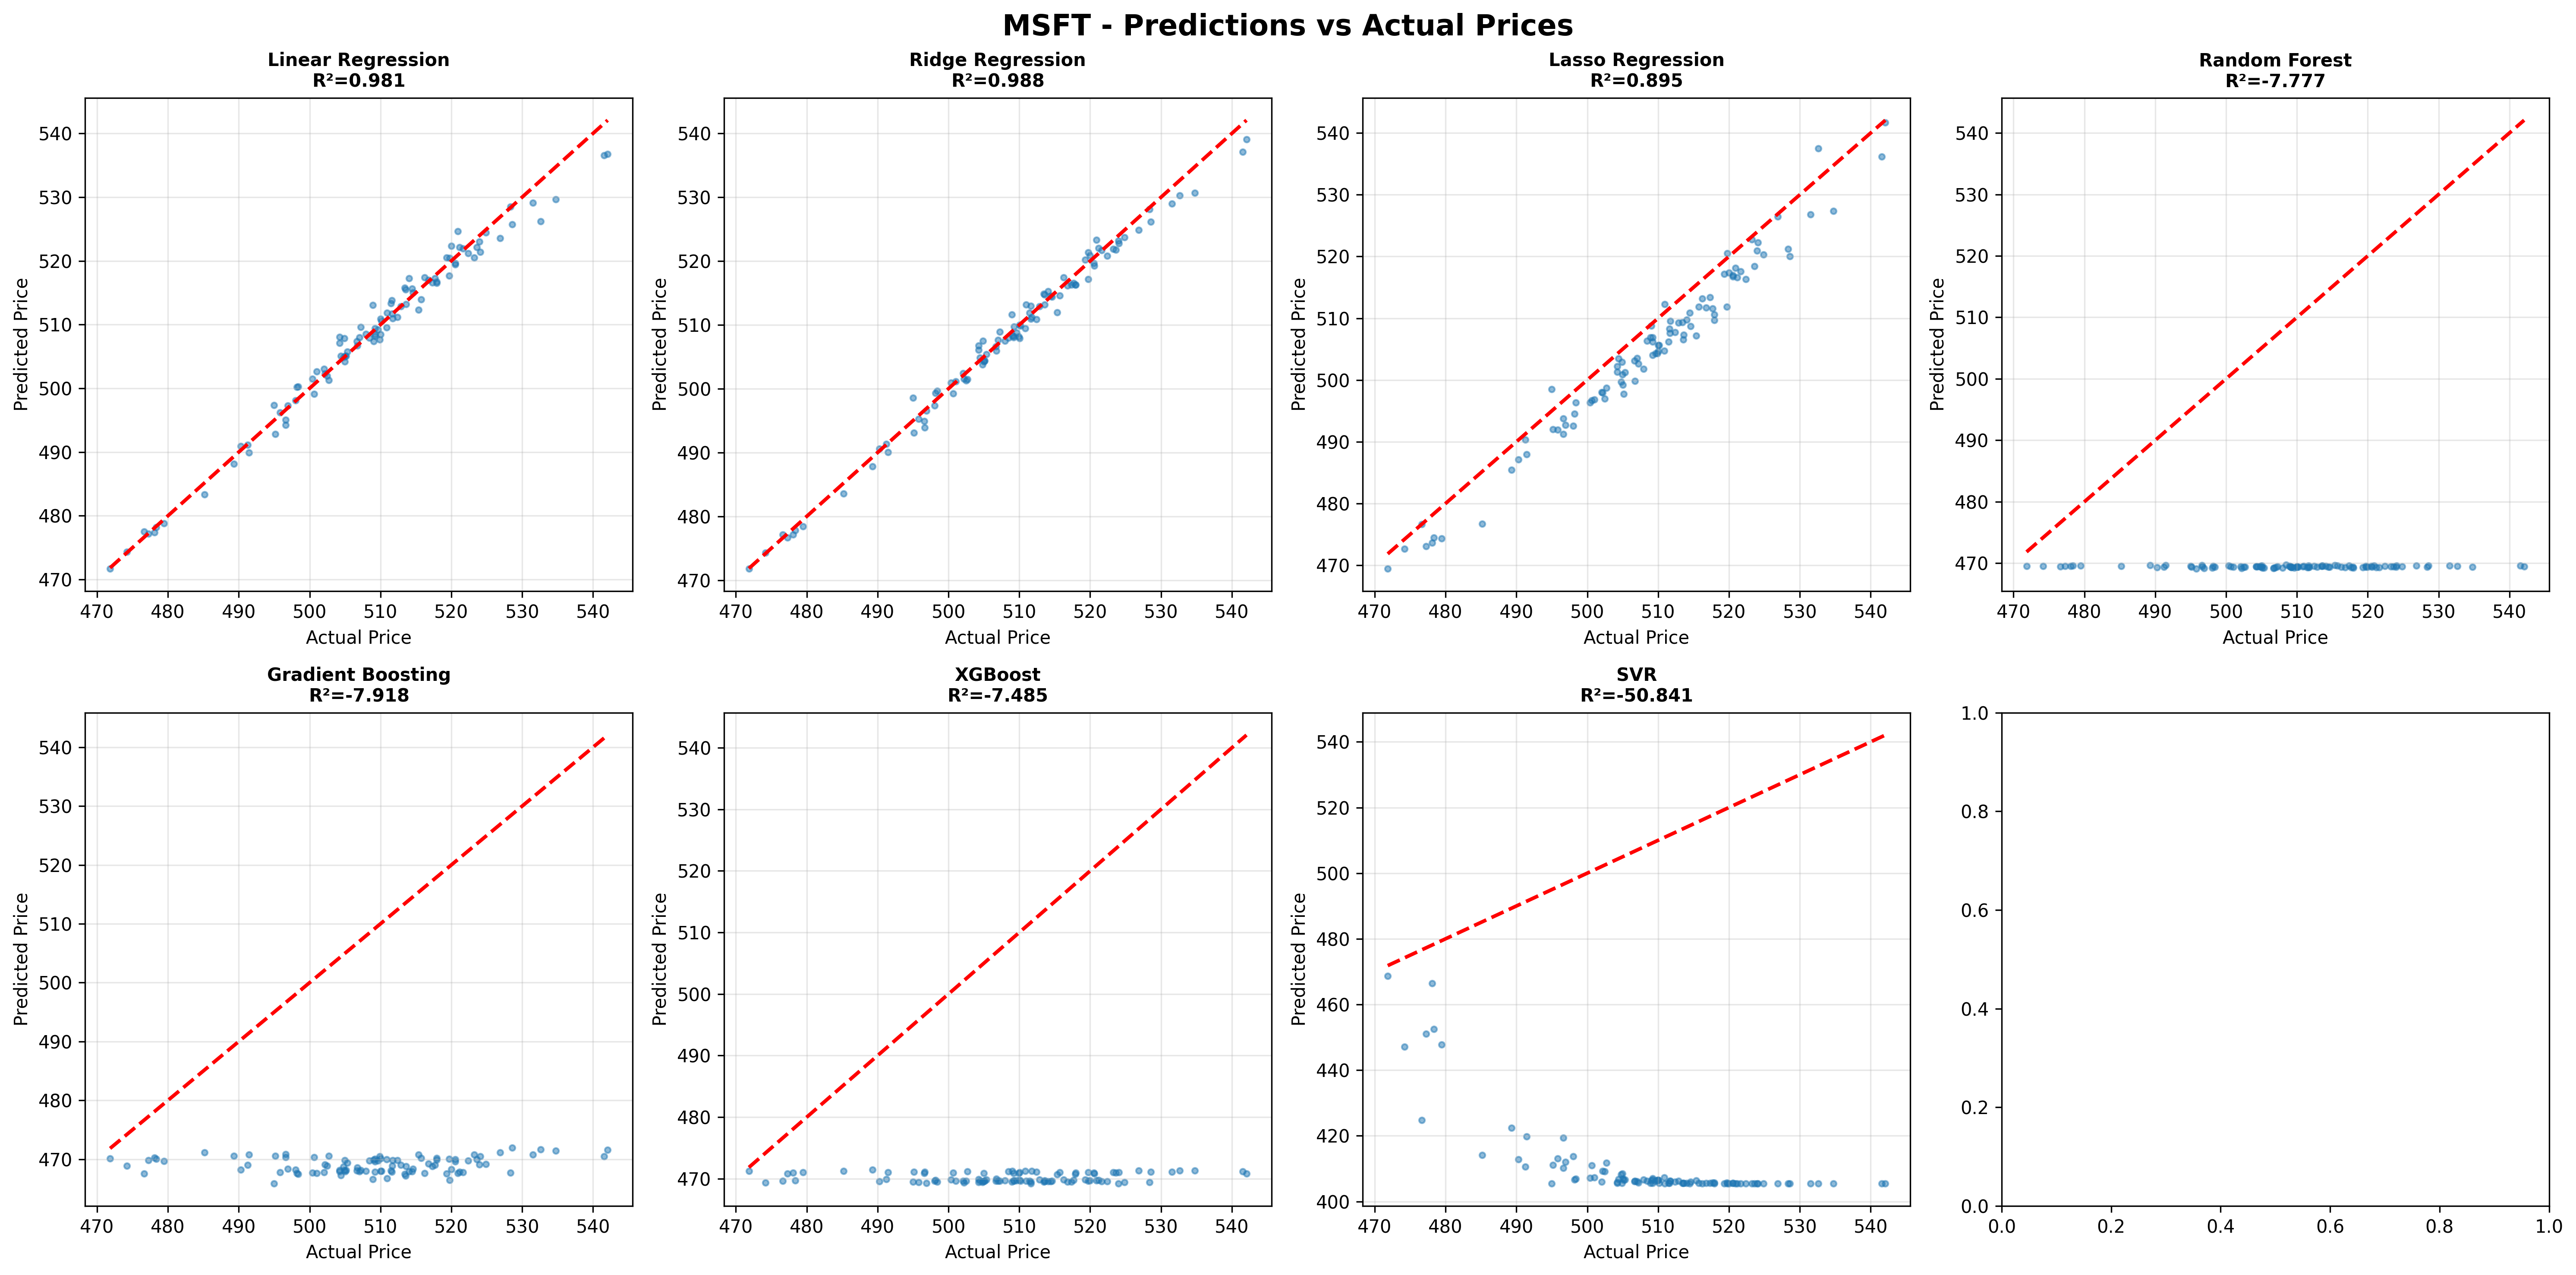 MSFT - Predictions vs Actual Prices
Linear Regression
R²=0.981
Predicted Price
540
530
520
510
500
490
480
470
470 480 490 500 510 520 530 540
Actual Price
Ridge Regression
R²=0.988
Predicted Price
540
530
520
510
500
490
480
470
470 480 490 500 510 520 530 540
Actual Price
Lasso Regression
R²=0.895
Predicted Price
540
530
520
510
500
490
480
470
470 480 490 500 510 520 530 540
Actual Price
Random Forest
R²=-7.777
Predicted Price
540
530
520
510
500
490
480
470
470 480 490 500 510 520 530 540
Actual Price
Gradient Boosting
R²=-7.918
Predicted Price
540
530
520
510
500
490
480
470
470 480 490 500 510 520 530 540
Actual Price
XGBoost
R²=-7.485
Predicted Price
540
530
520
510
500
490
480
470
470 480 490 500 510 520 530 540
Actual Price
SVR
R²=-50.841
Predicted Price
540
520
500
480
460
440
420
400
470 480 490 500 510 520 530 540
Actual Price
1.0
0.8
0.6
0.4
0.2
0.0
0.0 0.2 0.4 0.6 0.8 1.0